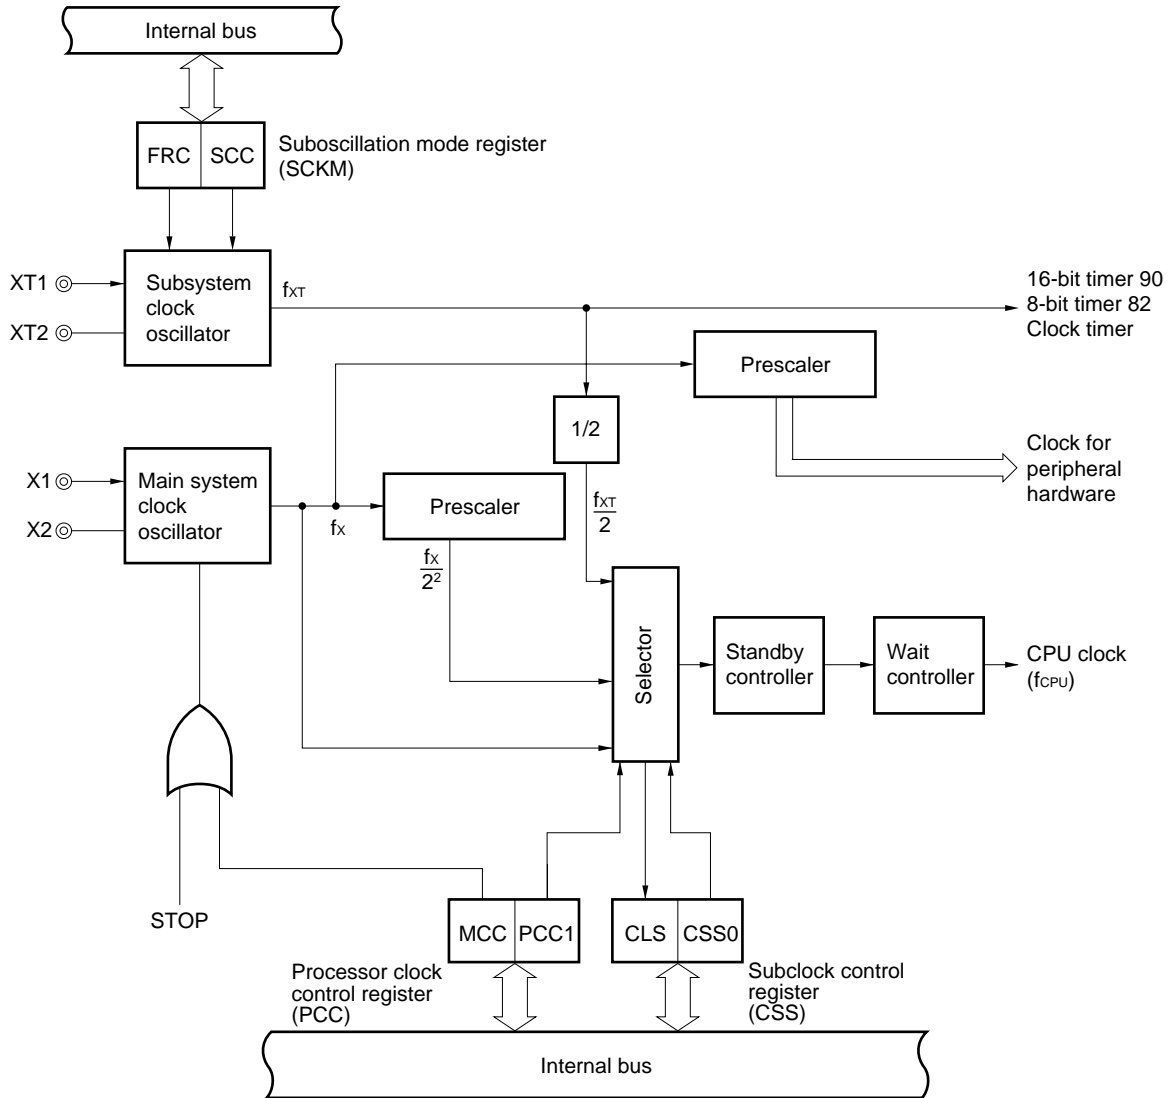 Internal bus
FRC SCC
Suboscillation mode register
(SCKM)
XT1
XT2
Subsystem
clock
oscillator
fXT
16-bit timer 90
8-bit timer 82
Clock timer
Prescaler
1/2
Clock for
peripheral
hardware
X1
X2
Main system
clock
oscillator
fX
Prescaler
fXT
2
fX
2²
Selector
Standby
controller
Wait
controller
CPU clock
(fCPU)
STOP
MCC PCC1
CLS CSS0
Processor clock
control register
(PCC)
Subclock control
register
(CSS)
Internal bus